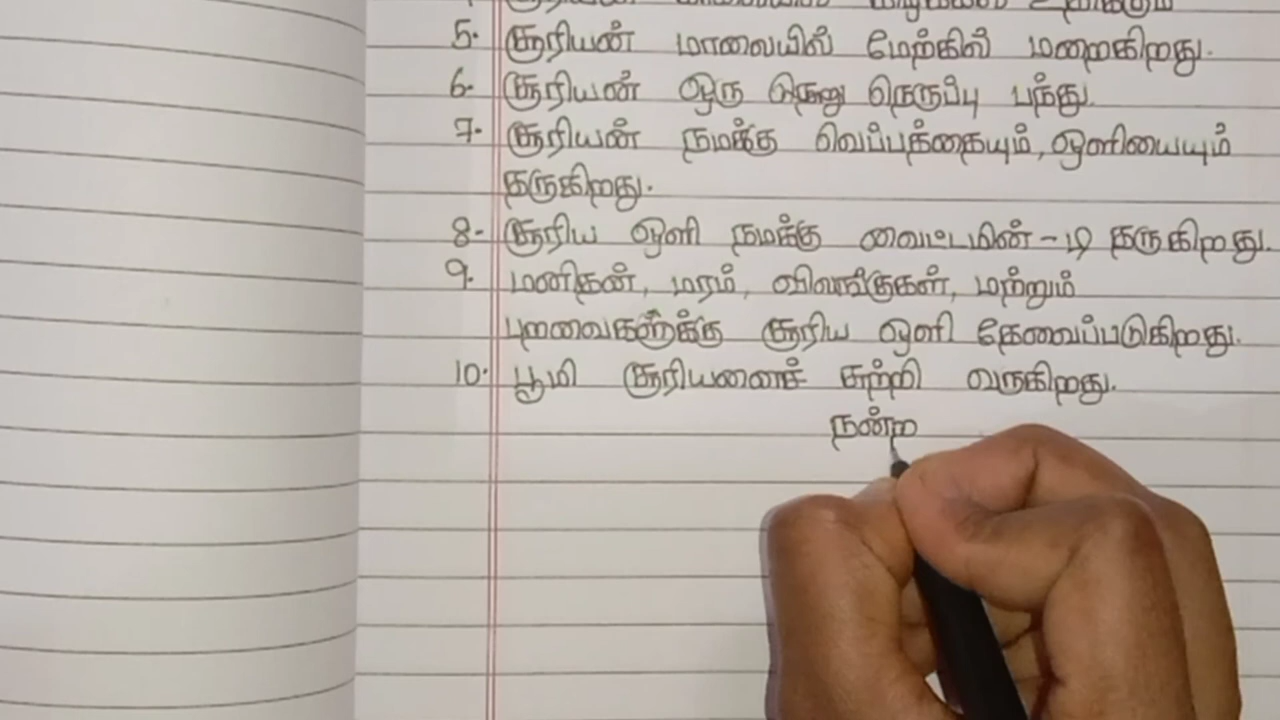 5. சூரியன் மாலையில் மேற்கில் மறைகிறது.
6. சூரியன் ஒரு நெருப்பு பந்து.
7. சூரியன் நமக்கு வெப்பத்தையும், ஒளியையும்
தருகிறது.
8. சூரிய ஒளி நமக்கு வைட்டமின் - டி தருகிறது.
9. மனிதன், மரம், விலங்குகள், மற்றும்
பறவைகளுக்கு சூரிய ஒளி தேவைப்படுகிறது.
10. பூமி சூரியனைச் சுற்றி வருகிறது.
நன்ற